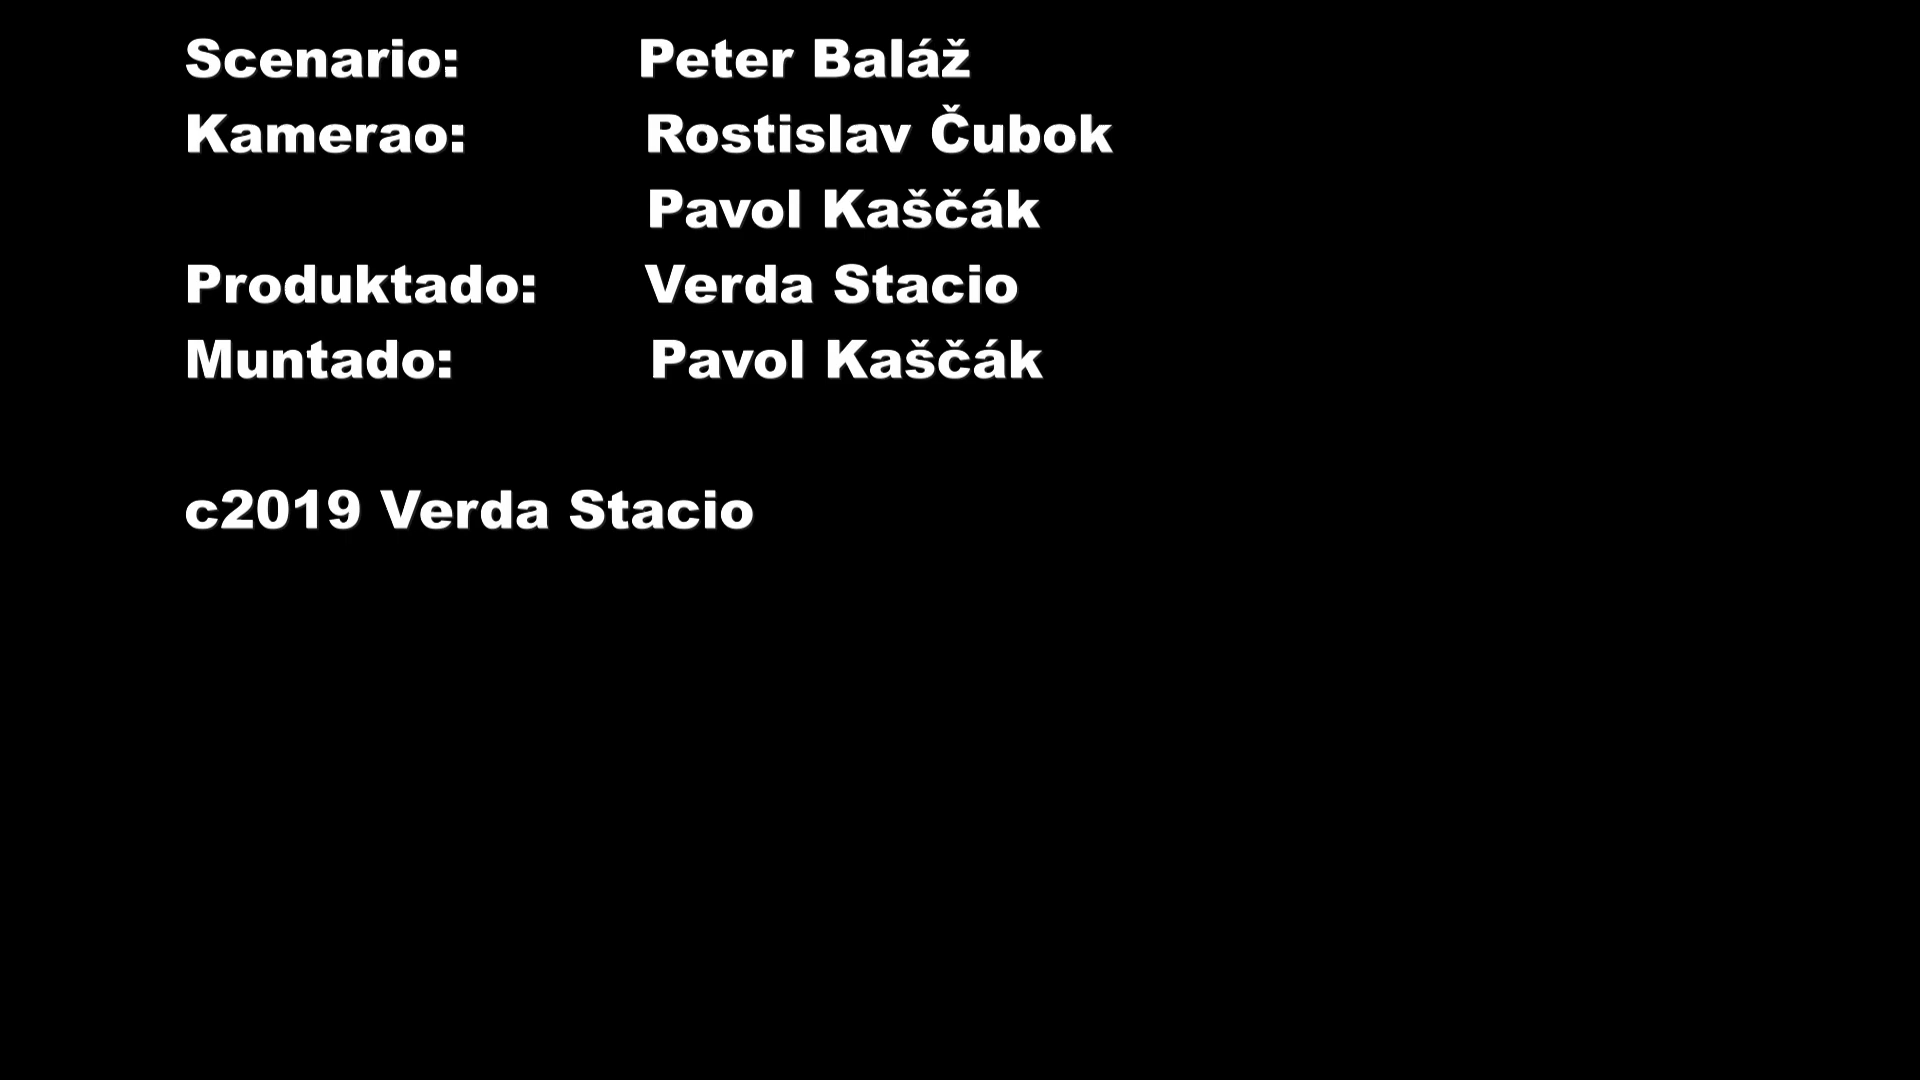 Scenario: Peter Baláž
Kamerao: Rostislav Čubok
Pavol Kaščák
Produktado: Verda Stacio
Muntado: Pavol Kaščák
c2019 Verda Stacio